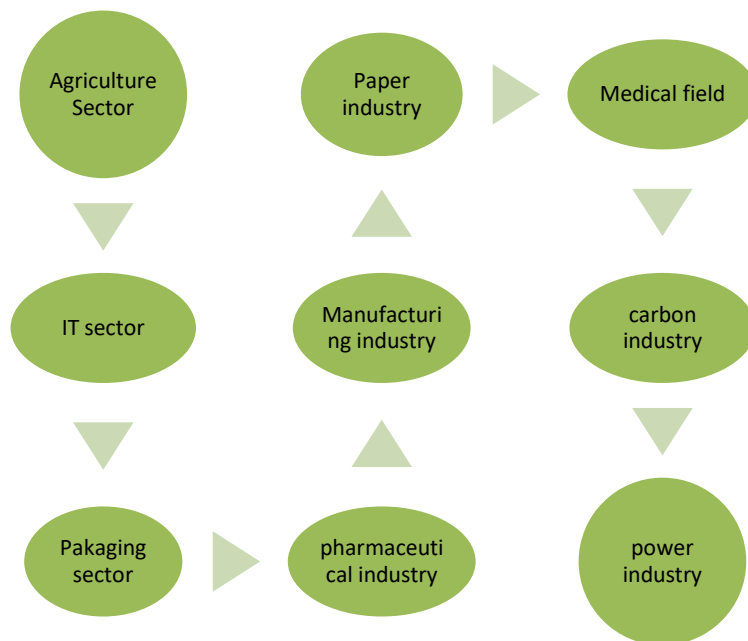 Agriculture
Sector
IT sector
Pakaging
sector
pharmaceuti
cal industry
Manufacturi
ng industry
Paper
industry
Medical field
carbon
industry
power
industry